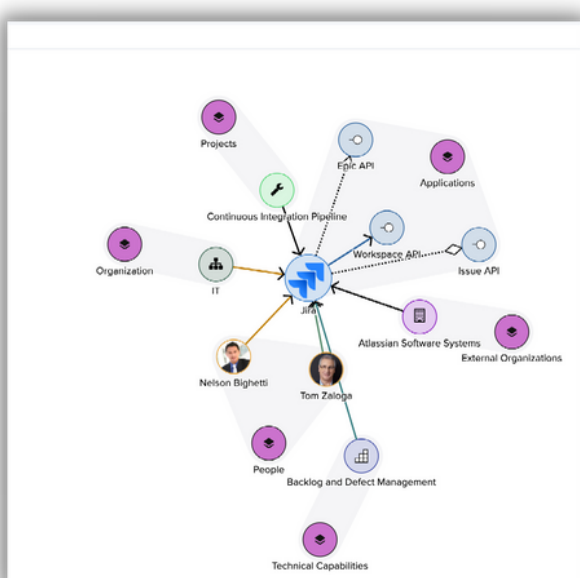 Projects
Epic API
Applications
Continuous Integration Pipeline
Workspace API
Organization
IT
Issue API
Jira
Atlassian Software Systems
External Organizations
Nelson Bighetti
Tom Zaloga
People
Backlog and Defect Management
Technical Capabilities